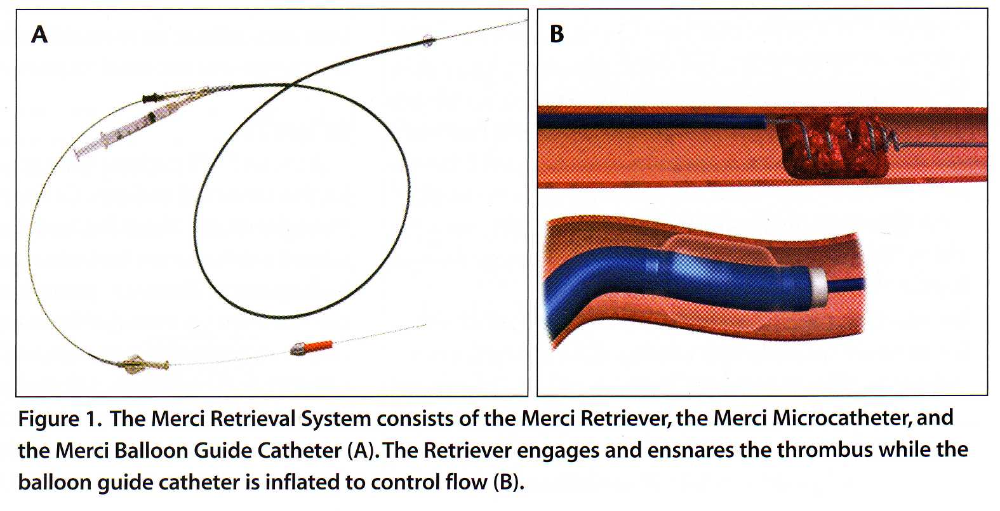 A
B
Figure 1. The Merci Retrieval System consists of the Merci Retriever, the Merci Microcatheter, and
the Merci Balloon Guide Catheter (A). The Retriever engages and ensnares the thrombus while the
balloon guide catheter is inflated to control flow (B).